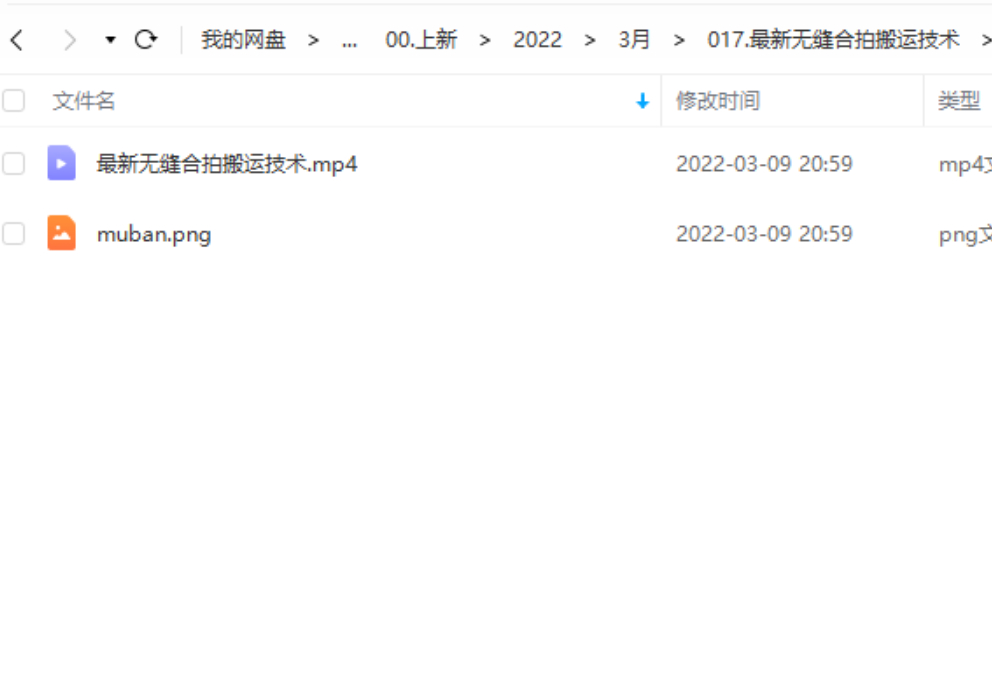 我的网盘 > ... 00.上新 > 2022 > 3月 > 017.最新无缝合拍搬运技术 >
文件名 修改时间 类型
最新无缝合拍搬运技术.mp4 2022-03-09 20:59 mp4文
muban.png 2022-03-09 20:59 png文